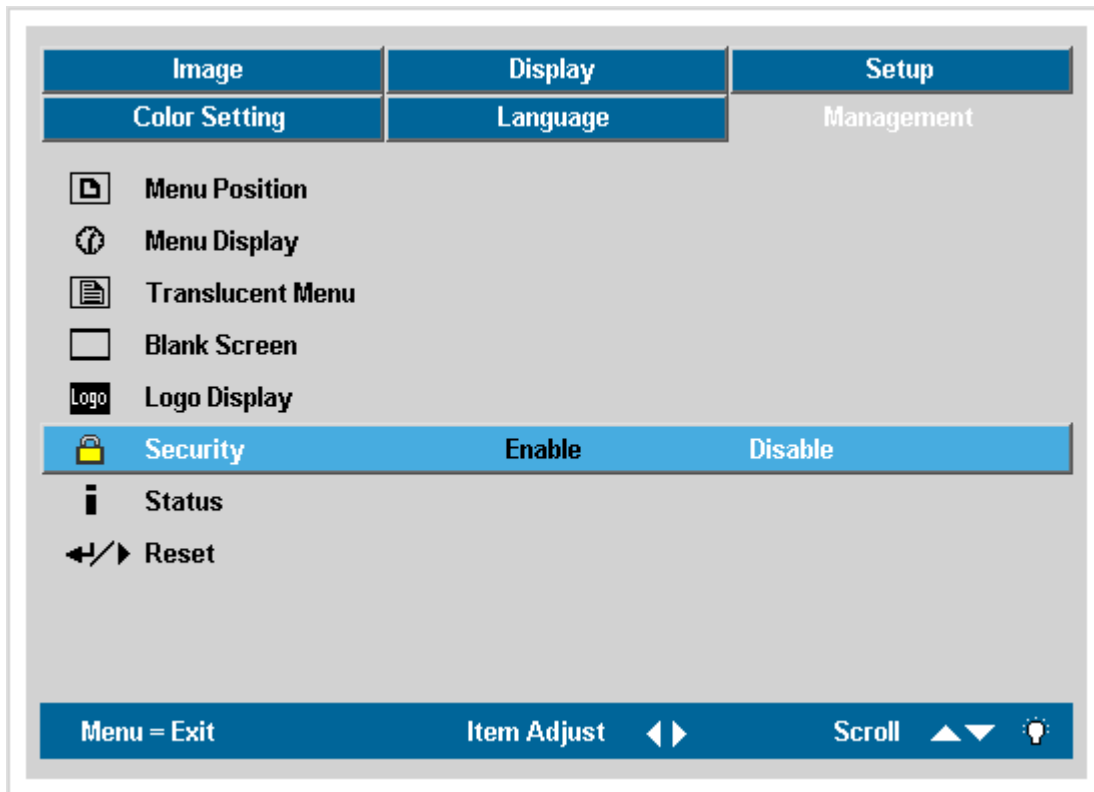 Image Display Setup
Color Setting Language Management
Menu Position
Menu Display
Translucent Menu
Blank Screen
Logo Logo Display
Security Enable Disable
Status
Reset
Menu = Exit Item Adjust Scroll